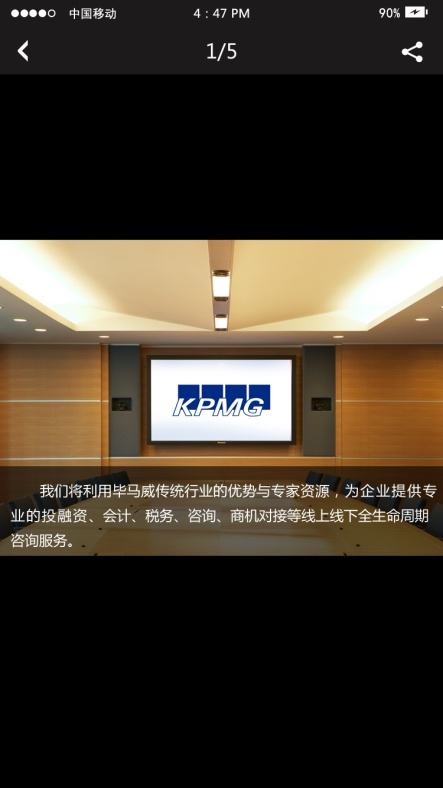 中国移动 4：47 PM 90%
1/5
KPMG
我们将利用毕马威传统行业的优势与专家资源，为企业提供专
业的投融资、会计、税务、咨询、商机对接等线上线下全生命周期
咨询服务。